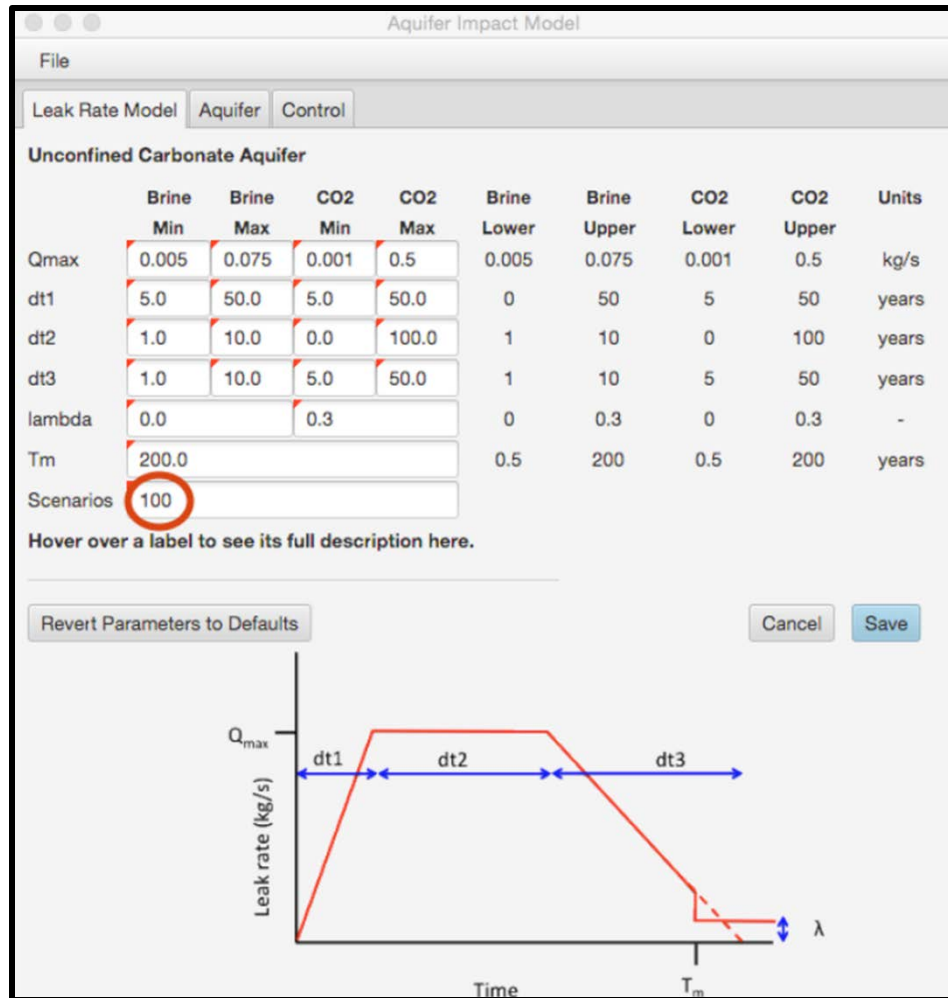 Aquifer Impact Model
File
Leak Rate Model Aquifer Control
Unconfined Carbonate Aquifer
Brine Brine CO2 CO2 Brine Brine CO2 CO2 Units
Min Max Min Max Lower Upper Lower Upper
Qmax 0.005 0.075 0.001 0.5 0.005 0.075 0.001 0.5 kg/s
dt1 5.0 50.0 5.0 50.0 0 50 5 50 years
dt2 1.0 10.0 0.0 100.0 1 10 0 100 years
dt3 1.0 10.0 5.0 50.0 1 10 5 50 years
lambda 0.0 0.3 0 0.3 0 0.3 -
Tm 200.0 0.5 200 0.5 200 years
Scenarios 100
Hover over a label to see its full description here.
Revert Parameters to Defaults Cancel Save
Qmax
dt1 dt2 dt3
Leak rate (kg/s)
λ
Time Tm